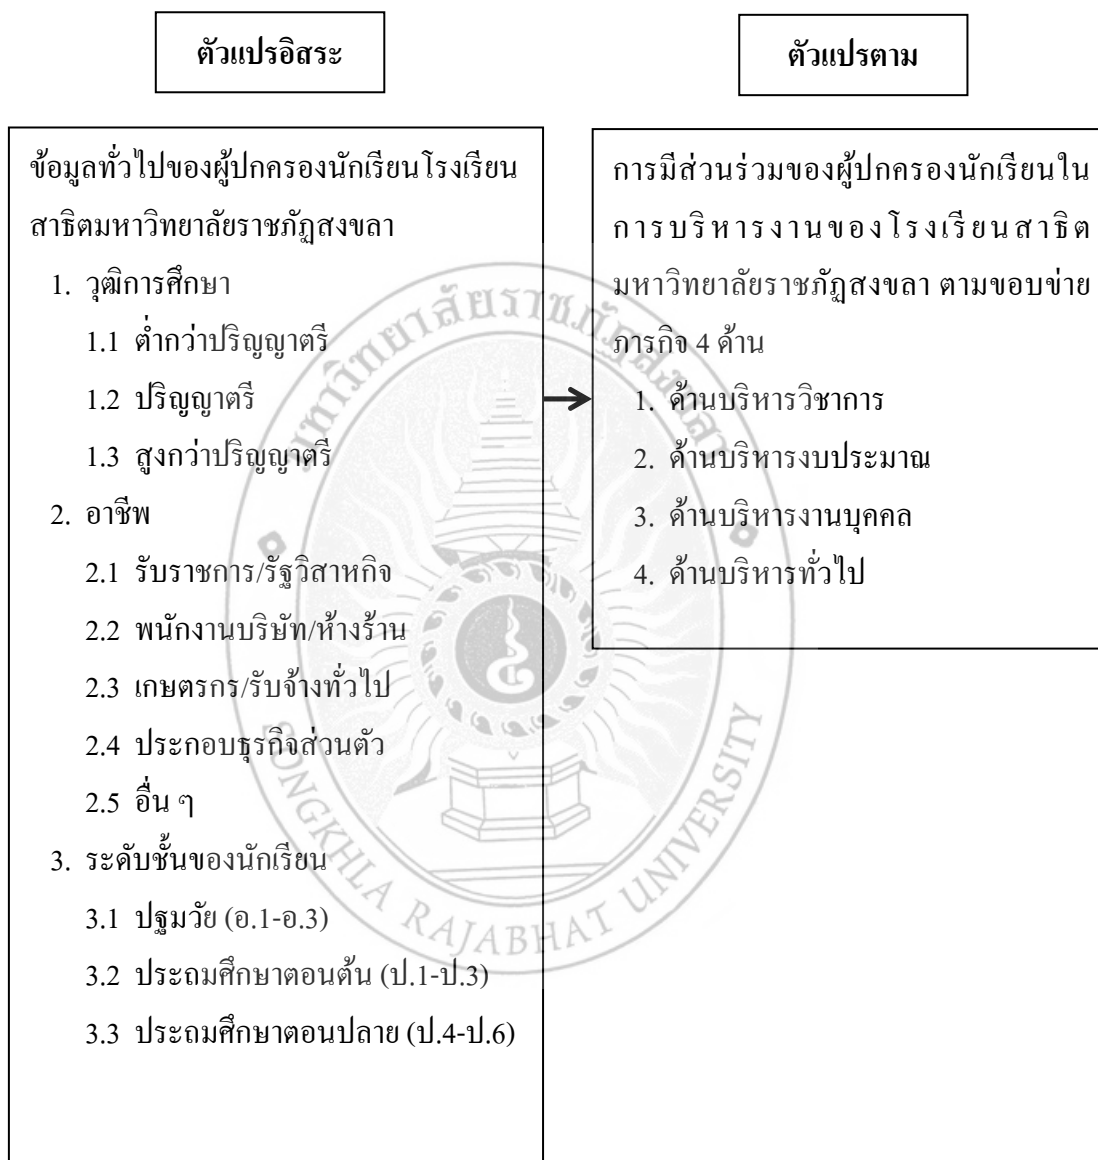 ตัวแปรอิสระ
ตัวแปรตาม
ข้อมูลทั่วไปของผู้ปกครองนักเรียนโรงเรียน
สาธิตมหาวิทยาลัยราชภัฏสงขลา
1. วุฒิการศึกษา
1.1 ต่ำกว่าปริญญาตรี
1.2 ปริญญาตรี
1.3 สูงกว่าปริญญาตรี
2. อาชีพ
2.1 รับราชการ/รัฐวิสาหกิจ
2.2 พนักงานบริษัท/ห้างร้าน
2.3 เกษตรกร/รับจ้างทั่วไป
2.4 ประกอบธุรกิจส่วนตัว
2.5 อื่น ๆ
3. ระดับชั้นของนักเรียน
3.1 ปฐมวัย (อ.1-อ.3)
3.2 ประถมศึกษาตอนต้น (ป.1-ป.3)
3.3 ประถมศึกษาตอนปลาย (ป.4-ป.6)
การมีส่วนร่วมของผู้ปกครองนักเรียนใน
การบริหารงานของโรงเรียนสาธิต
มหาวิทยาลัยราชภัฏสงขลา ตามขอบข่าย
ภารกิจ 4 ด้าน
1. ด้านบริหารวิชาการ
2. ด้านบริหารงบประมาณ
3. ด้านบริหารงานบุคคล
4. ด้านบริหารทั่วไป
มหาวิทยาลัยราชภัฏสงขลา
SONGKHLA RAJABHAT UNIVERSITY